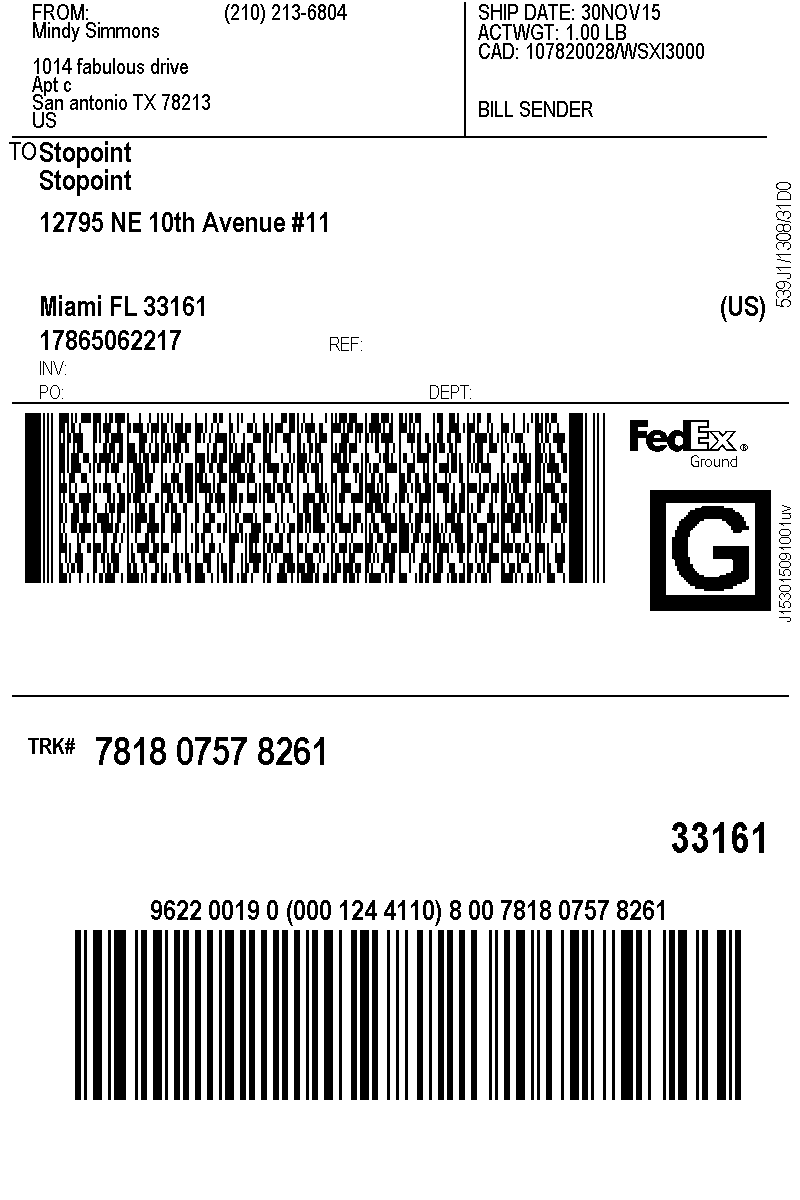 FROM: (210) 213-6804
Mindy Simmons
1014 fabulous drive
Apt c
San antonio TX 78213
US
SHIP DATE: 30NOV15
ACTWGT: 1.00 LB
CAD: 107820028/WSXI3000
BILL SENDER
TO Stopoint
Stopoint
12795 NE 10th Avenue #11
Miami FL 33161 (US)
17865062217 REF:
INV:
PO: DEPT:
539J1/1308/31D0
FedEx®
Ground
G
J153015091001uv
TRK# 7818 0757 8261
33161
9622 0019 0 (000 124 4110) 8 00 7818 0757 8261